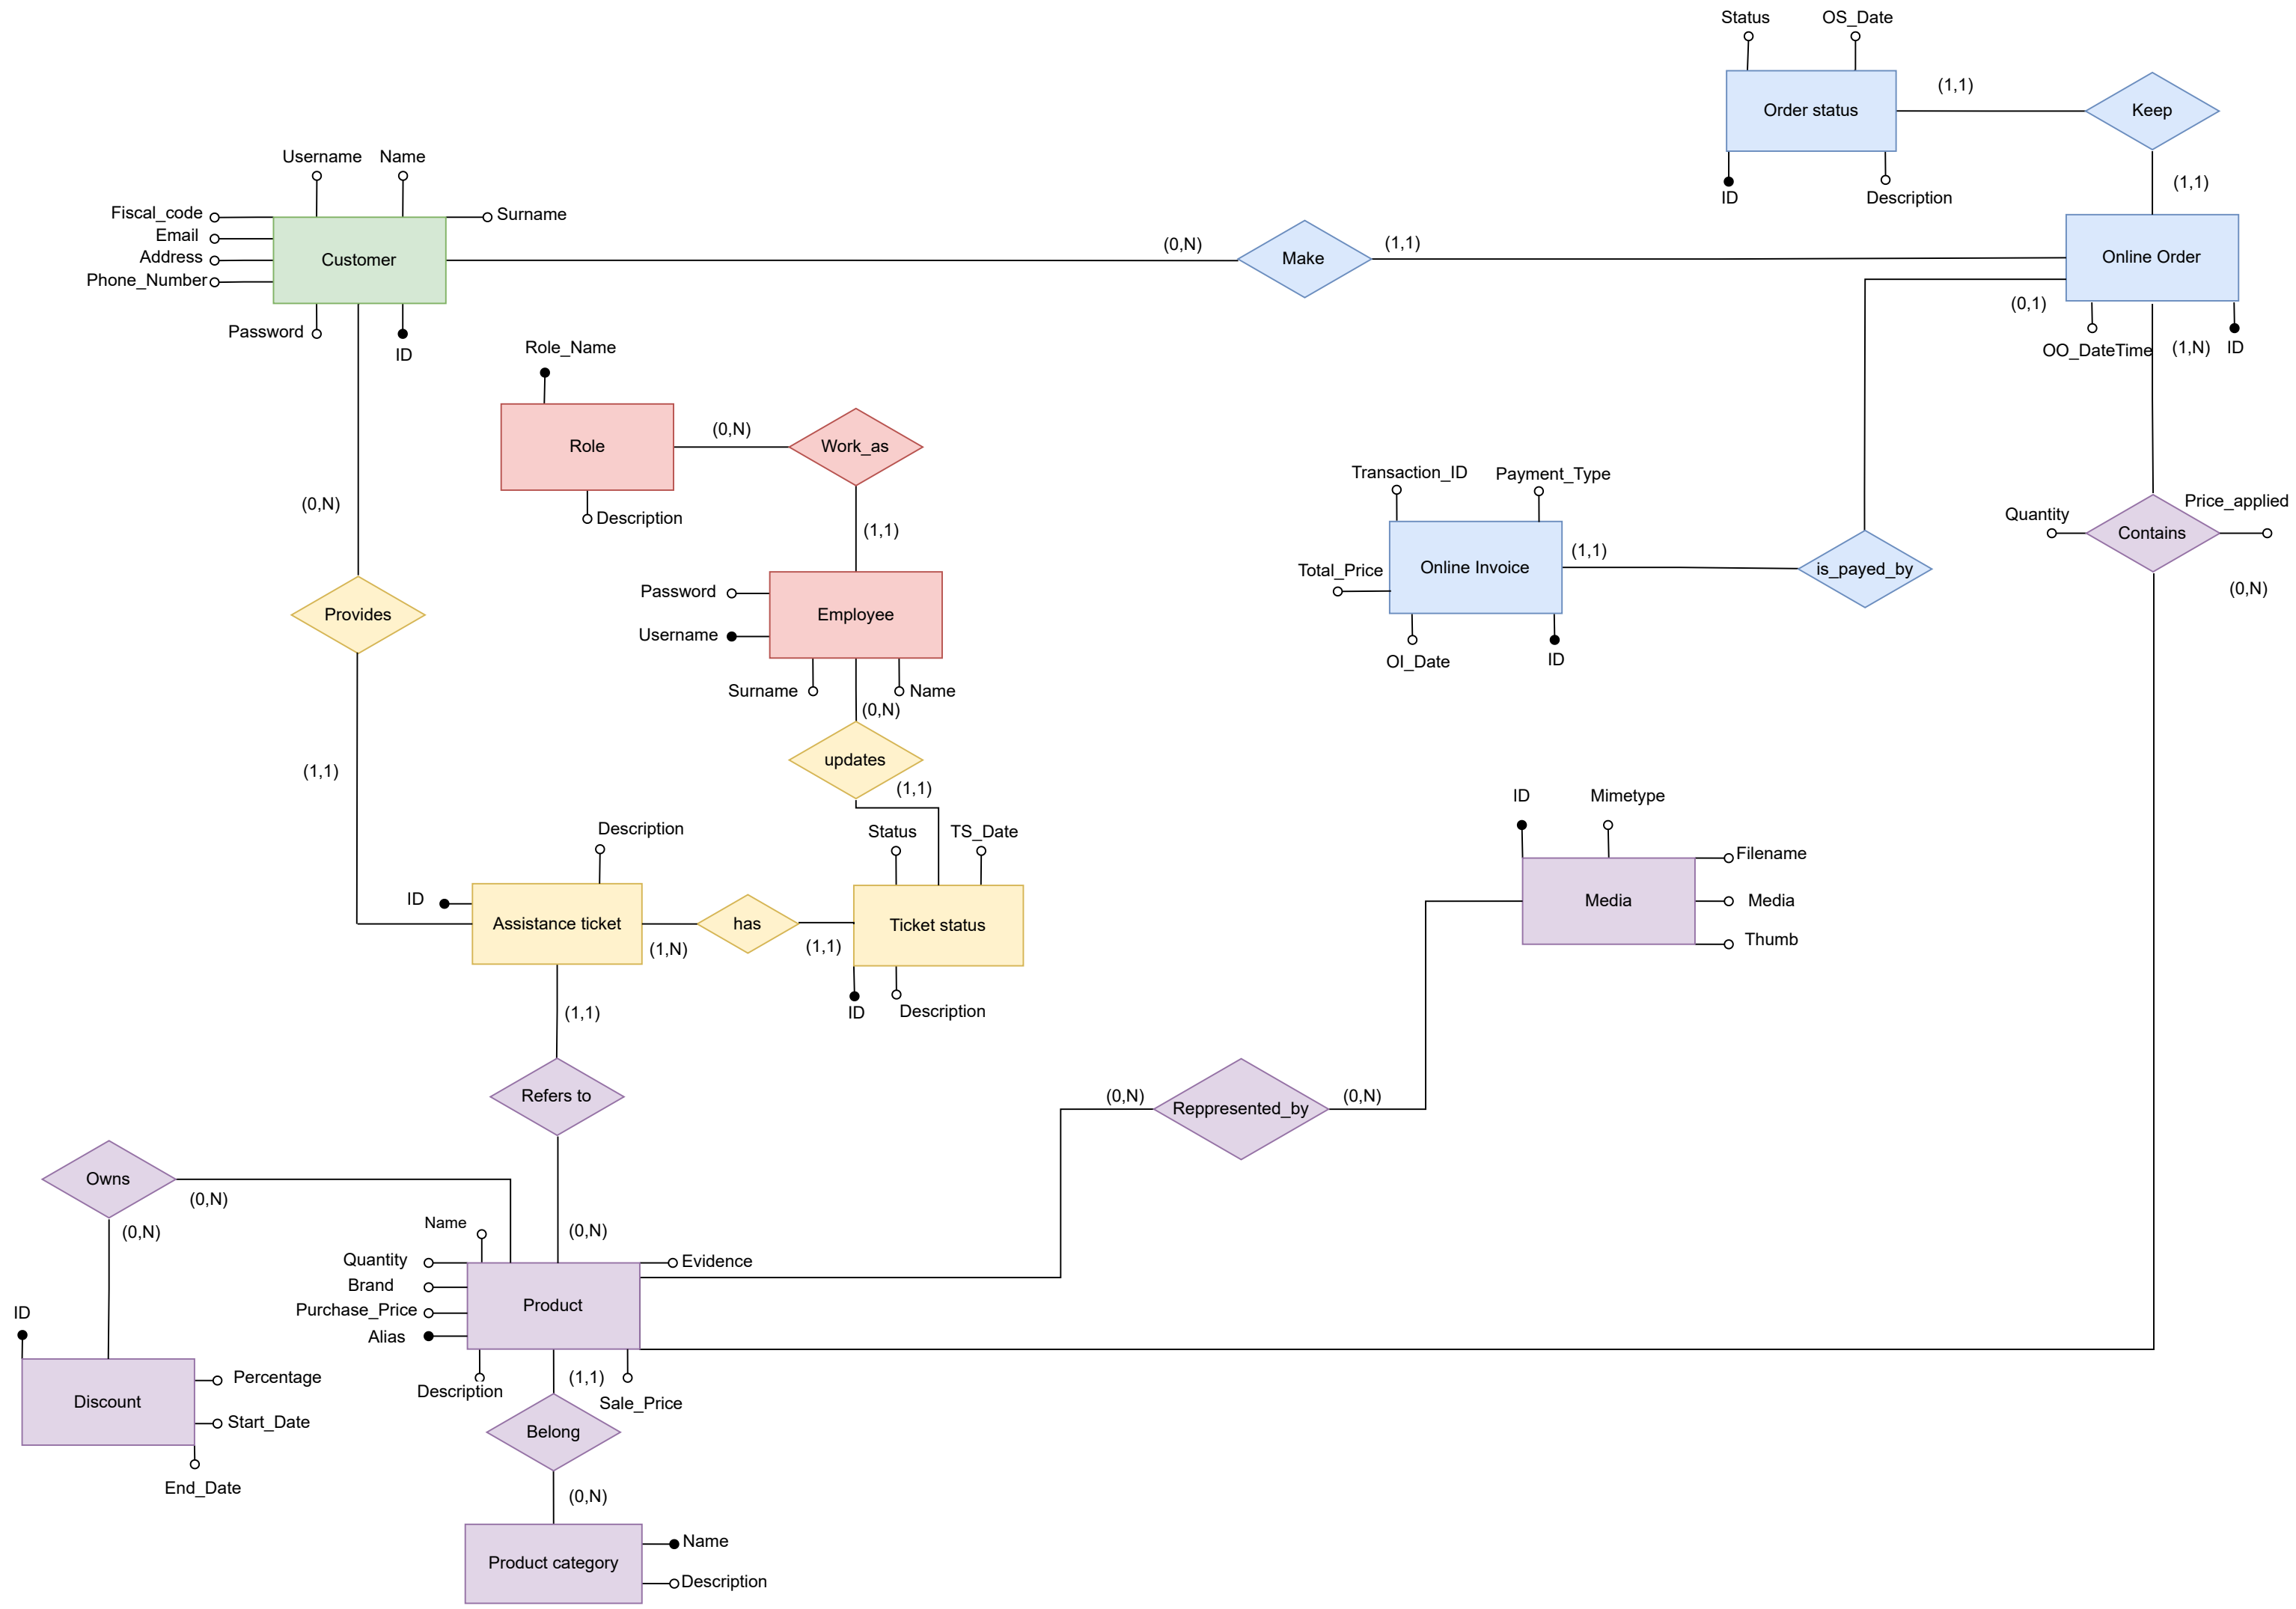 Status
OS_Date
Order status
(1,1)
Keep
ID
Description
(1,1)
Username
Name
Fiscal_code
Surname
Email
Address
Phone_Number
Customer
Password
ID
(0,N)
Make
(1,1)
Online Order
(0,1)
OO_DateTime
(1,N)
ID
Role_Name
Role
(0,N)
Work_as
Description
(0,N)
(1,1)
Transaction_ID
Payment_Type
Total_Price
Online Invoice
(1,1)
is_payed_by
OI_Date
ID
Quantity
Price_applied
Contains
(0,N)
Provides
Password
Username
Employee
Surname
Name
(0,N)
updates
(1,1)
(1,1)
Description
Status
TS_Date
ID
Assistance ticket
has
Ticket status
(1,N)
(1,1)
ID
Description
ID
Mimetype
Filename
Media
Media
Thumb
(1,1)
Refers to
(0,N)
Reppresented_by
(0,N)
Owns
(0,N)
(0,N)
Name
(0,N)
Quantity
Evidence
Brand
Purchase_Price
Product
Alias
Description
(1,1)
Sale_Price
ID
Discount
Percentage
Start_Date
End_Date
Belong
(0,N)
Product category
Name
Description